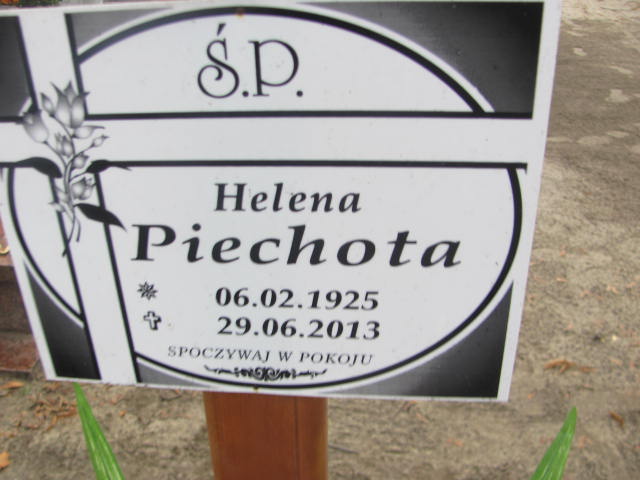 Ś.P.
Helena
Piechota
06.02.1925
29.06.2013
SPOCZYWAJ W POKOJU